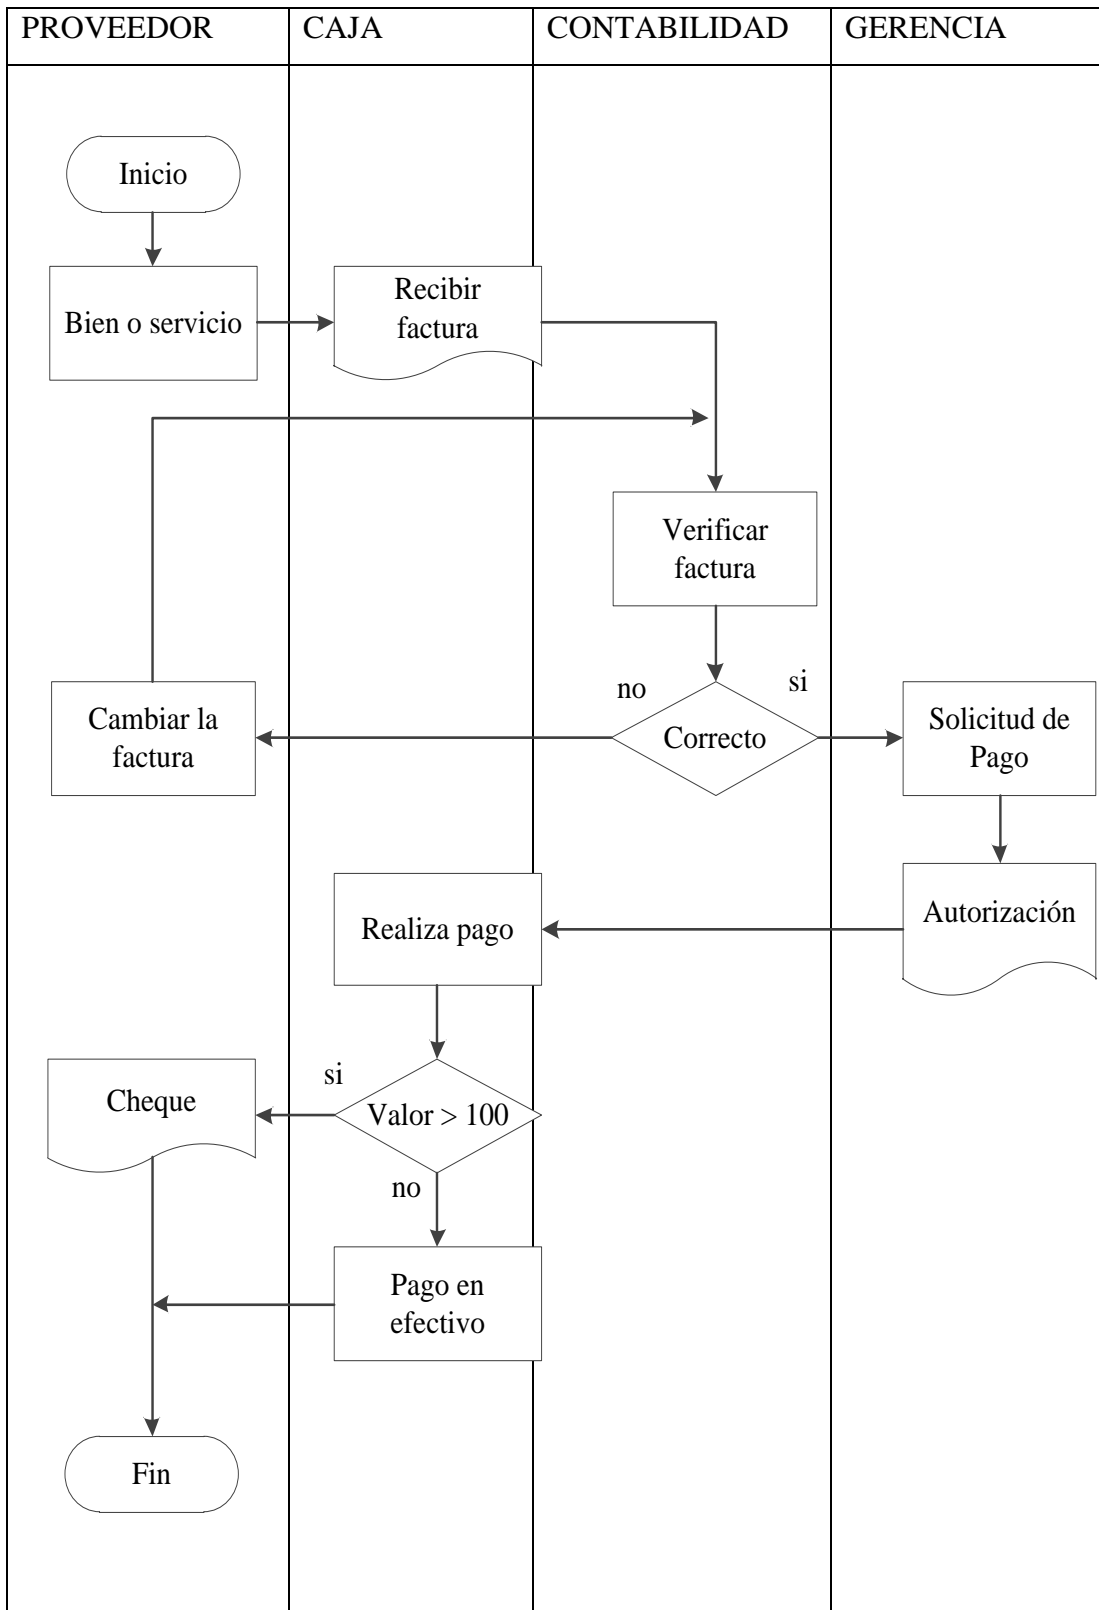 PROVEEDOR
CAJA
CONTABILIDAD
GERENCIA
Inicio
Bien o servicio
Recibir
factura
Verificar
factura
no
si
Cambiar la
factura
Correcto
Solicitud de
Pago
Realiza pago
Autorización
si
Cheque
Valor > 100
no
Pago en
efectivo
Fin